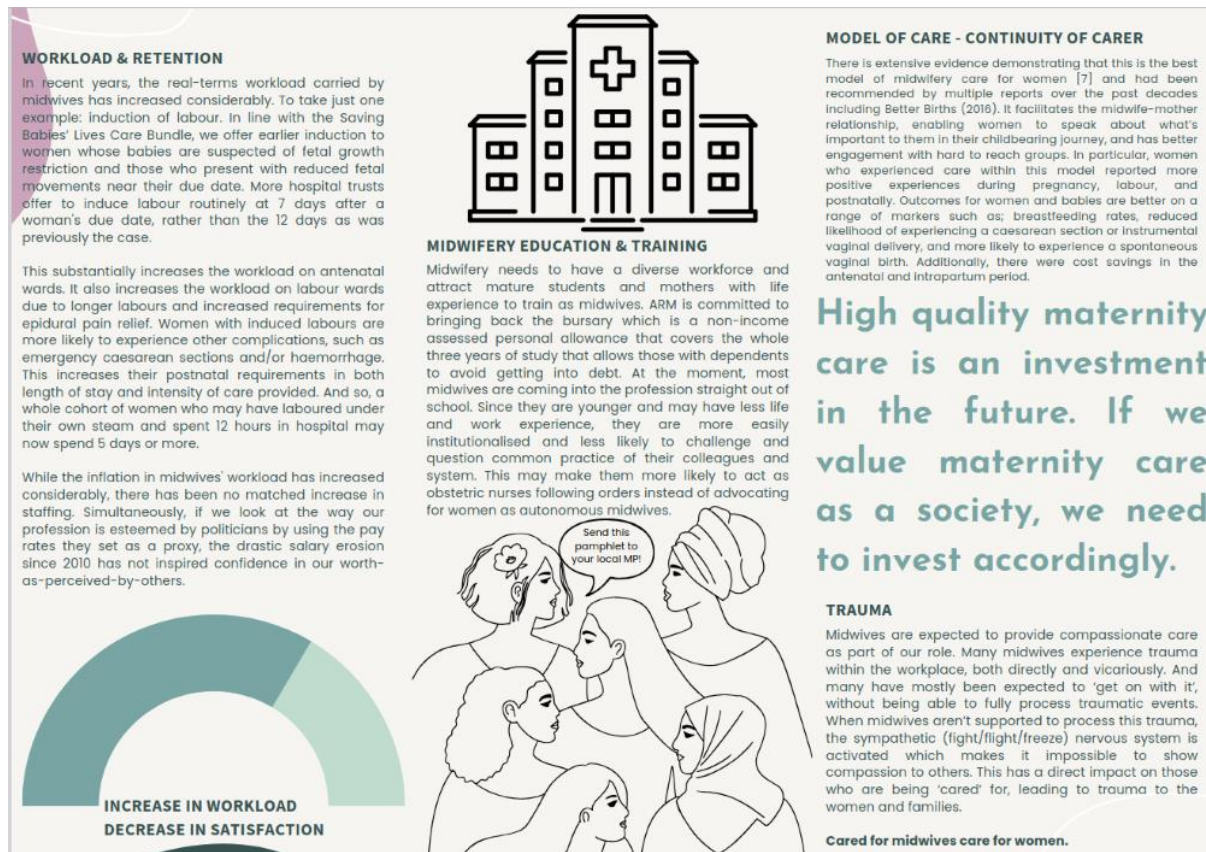 WORKLOAD & RETENTION
In recent years, the real-terms workload carried by
midwives has increased considerably. To take just one
example: induction of labour. In line with the Saving
Babies' Lives Care Bundle, we offer earlier induction to
women whose babies are suspected of fetal growth
restriction and those who present with reduced fetal
movements near their due date. More hospital trusts
offer to induce labour routinely at 7 days after a
woman's due date, rather than the 12 days as was
previously the case.
This substantially increases the workload on antenatal
wards. It also increases the workload on labour wards
due to longer labours and increased requirements for
epidural pain relief. Women with induced labours are
more likely to experience other complications, such as
emergency caesarean sections and/or haemorrhage.
This increases their postnatal requirements in both
length of stay and intensity of care provided. And so, a
whole cohort of women who may have laboured under
their own steam and spent 12 hours in hospital may
now spend 5 days or more.
While the inflation in midwives' workload has increased
considerably, there has been no matched increase in
staffing. Simultaneously, if we look at the way our
profession is esteemed by politicians by using the pay
rates they set as a proxy, the drastic salary erosion
since 2010 has not inspired confidence in our worth-
as-perceived-by-others.
INCREASE IN WORKLOAD
DECREASE IN SATISFACTION
MIDWIFERY EDUCATION & TRAINING
Midwifery needs to have a diverse workforce and
attract mature students and mothers with life
experience to train as midwives. ARM is committed to
bringing back the bursary which is a non-income
assessed personal allowance that covers the whole
three years of study that allows those with dependents
to avoid getting into debt. At the moment, most
midwives are coming into the profession straight out of
school. Since they are younger and may have less life
and work experience, they are more easily
institutionalised and less likely to challenge and
question common practice of their colleagues and
system. This may make them more likely to act as
obstetric nurses following orders instead of advocating
for women as autonomous midwives.
Send this
pamphlet to
your local MP!
MODEL OF CARE - CONTINUITY OF CARER
There is extensive evidence demonstrating that this is the best
model of midwifery care for women [7] and had been
recommended by multiple reports over the past decades
including Better Births (2016). It facilitates the midwife-mother
relationship, enabling women to speak about what's
important to them in their childbearing journey, and has better
engagement with hard to reach groups. In particular, women
who experienced care within this model reported more
positive experiences during pregnancy, labour, and
postnatally. Outcomes for women and babies are better on a
range of markers such as; breastfeeding rates, reduced
likelihood of experiencing a caesarean section or instrumental
vaginal delivery, and more likely to experience a spontaneous
vaginal birth. Additionally, there were cost savings in the
antenatal and intrapartum period.
High quality maternity
care is an investment
in the future. If we
value maternity care
as a society, we need
to invest accordingly.
TRAUMA
Midwives are expected to provide compassionate care
as part of our role. Many midwives experience trauma
within the workplace, both directly and vicariously. And
many have mostly been expected to 'get on with it',
without being able to fully process traumatic events.
When midwives aren't supported to process this trauma,
the sympathetic (fight/flight/freeze) nervous system is
activated which makes it impossible to show
compassion to others. This has a direct impact on those
who are being 'cared' for, leading to trauma to the
women and families.
Cared for midwives care for women.